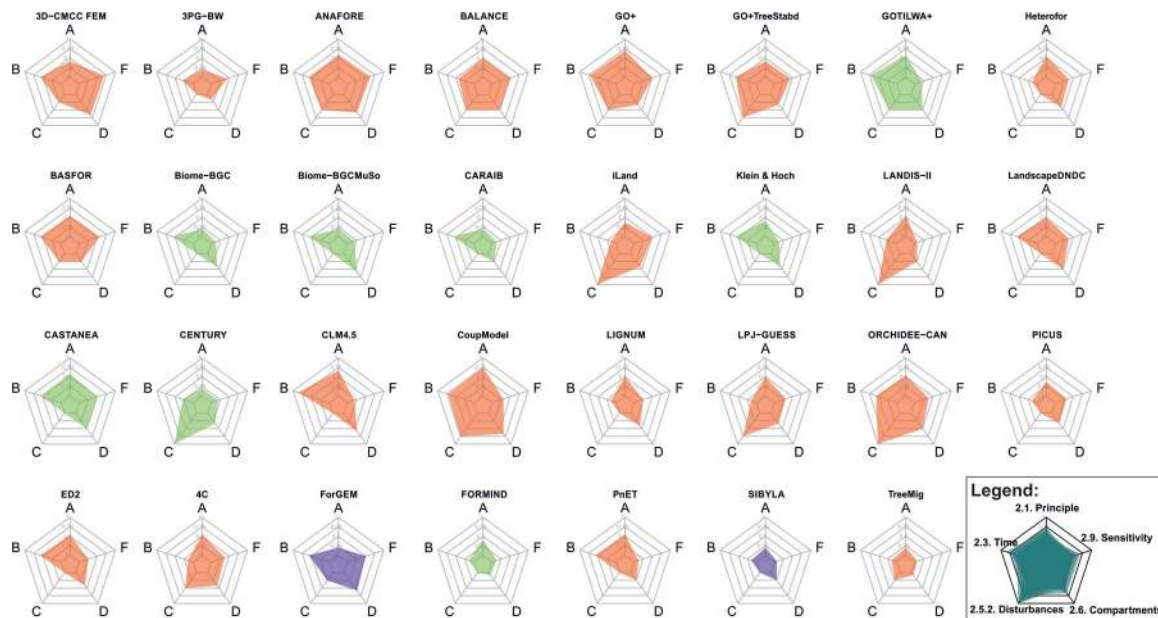 3D−CMCC FEM 3PG−BW ANAFORE BALANCE GO+ GO+TreeStabd GOTILWA+ Heterofor
A A A A A A A A
B F B F B F B F B F B F B F B F
C D C D C D C D C D C D C D C D
BASFOR Biome−BGC Biome−BGCMuSo CARAIB iLand Klein & Hoch LANDIS−II LandscapeDNDC
A A A A A A A A
B F B F B F B F B F B F B F B F
C D C D C D C D C D C D C D C D
CASTANEA CENTURY CLM4.5 CoupModel LIGNUM LPJ−GUESS ORCHIDEE−CAN PICUS
A A A A A A A A
B F B F B F B F B F B F B F B F
C D C D C D C D C D C D C D C D
ED2 4C ForGEM FORMIND PnET SIBYLA TreeMig
A A A A A A A
B F B F B F B F B F B F B F
C D C D C D C D C D C D C D
Legend:
2.1. Principle
2.3. Time 2.9. Sensitivity
2.5.2. Disturbances 2.6. Compartments